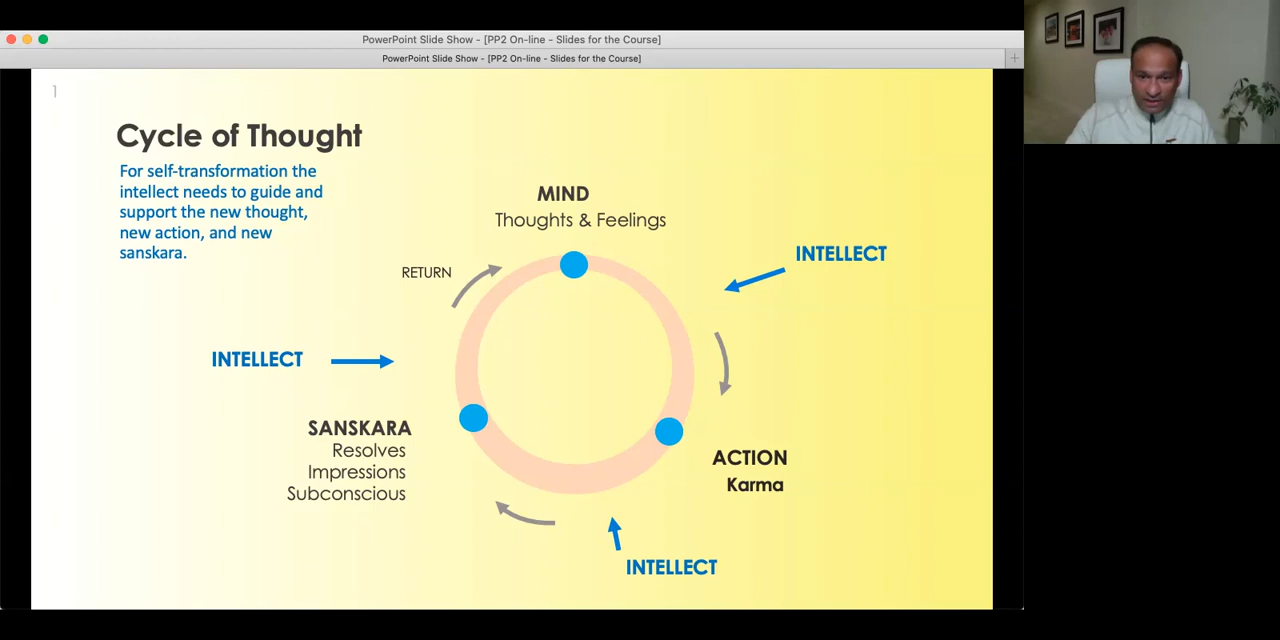 PowerPoint Slide Show - [PP2 On-line - Slides for the Course]
PowerPoint Slide Show - [PP2 On-line - Slides for the Course]
1
Cycle of Thought
For self-transformation the
intellect needs to guide and
support the new thought,
new action, and new
sanskara.
MIND
Thoughts & Feelings
INTELLECT
RETURN
INTELLECT
SANSKARA
Resolves
Impressions
Subconscious
ACTION
Karma
INTELLECT